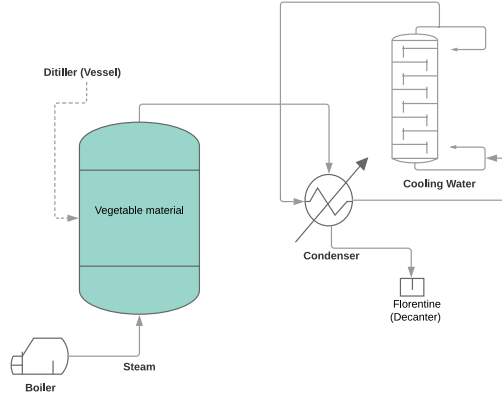 Ditiller (Vessel)
Vegetable material
Cooling Water
Condenser
Florentine
(Decanter)
Steam
Boiler